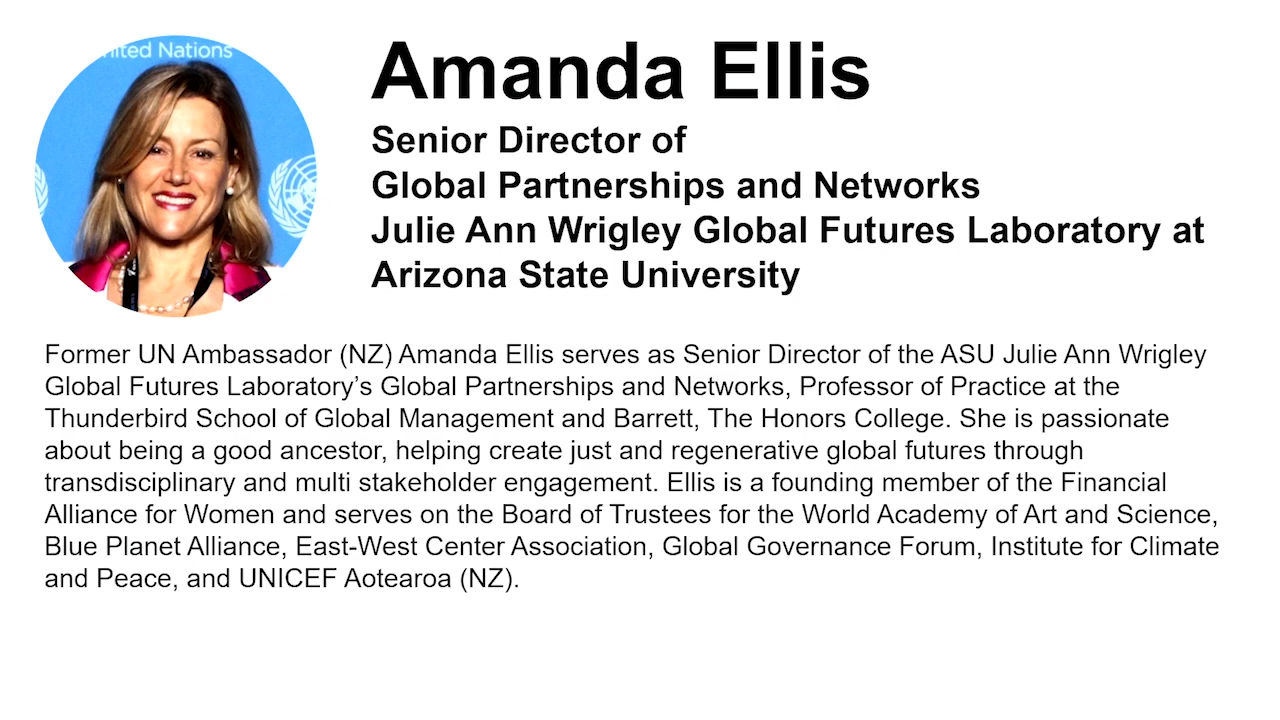 United Nations
Amanda Ellis
Senior Director of
Global Partnerships and Networks
Julie Ann Wrigley Global Futures Laboratory at
Arizona State University
Former UN Ambassador (NZ) Amanda Ellis serves as Senior Director of the ASU Julie Ann Wrigley
Global Futures Laboratory’s Global Partnerships and Networks, Professor of Practice at the
Thunderbird School of Global Management and Barrett, The Honors College. She is passionate
about being a good ancestor, helping create just and regenerative global futures through
transdisciplinary and multi stakeholder engagement. Ellis is a founding member of the Financial
Alliance for Women and serves on the Board of Trustees for the World Academy of Art and Science,
Blue Planet Alliance, East-West Center Association, Global Governance Forum, Institute for Climate
and Peace, and UNICEF Aotearoa (NZ).